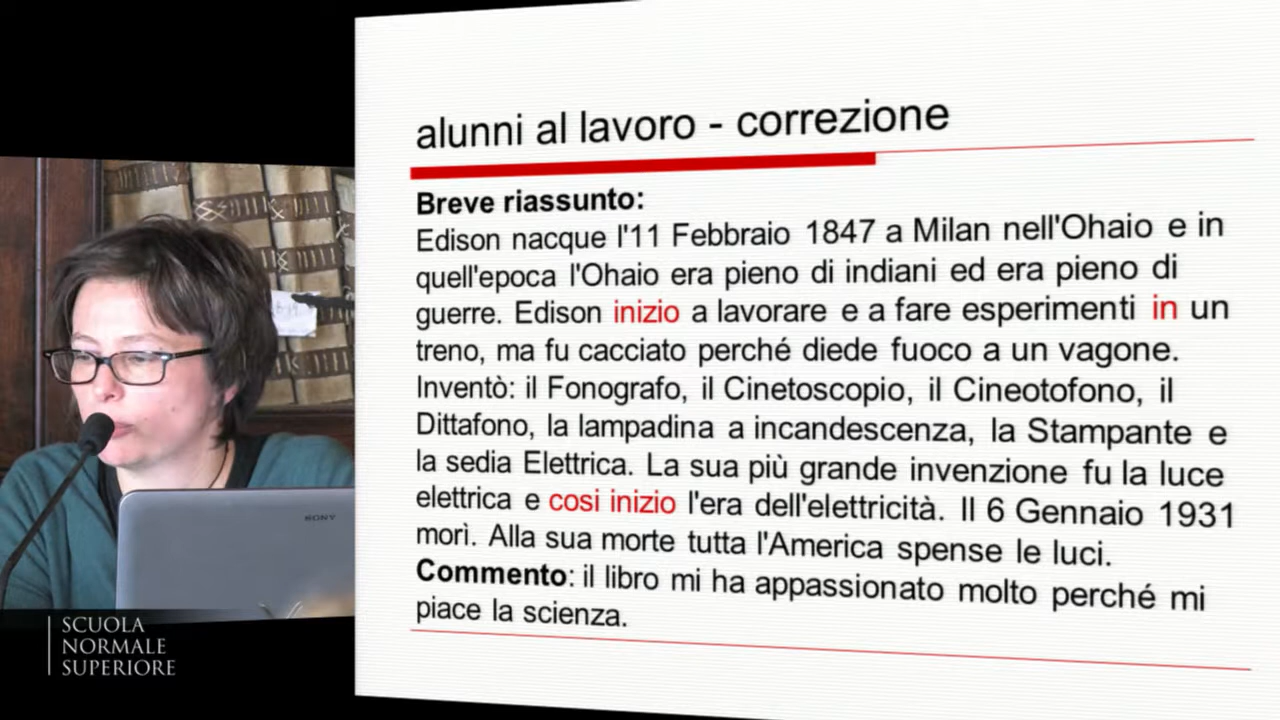 alunni al lavoro - correzione
Breve riassunto:
Edison nacque l'11 Febbraio 1847 a Milan nell'Ohaio e in
quell'epoca l'Ohaio era pieno di indiani ed era pieno di
guerre. Edison inizio a lavorare e a fare esperimenti in un
treno, ma fu cacciato perché diede fuoco a un vagone.
Inventò: il Fonografo, il Cinetoscopio, il Cineotofono, il
Dittafono, la lampadina a incandescenza, la Stampante e
la sedia Elettrica. La sua più grande invenzione fu la luce
elettrica e cosi inizio l'era dell'elettricità. Il 6 Gennaio 1931
morì. Alla sua morte tutta l'America spense le luci.
Commento: il libro mi ha appassionato molto perché mi
piace la scienza.
SONY
SCUOLA
NORMALE
SUPERIORE